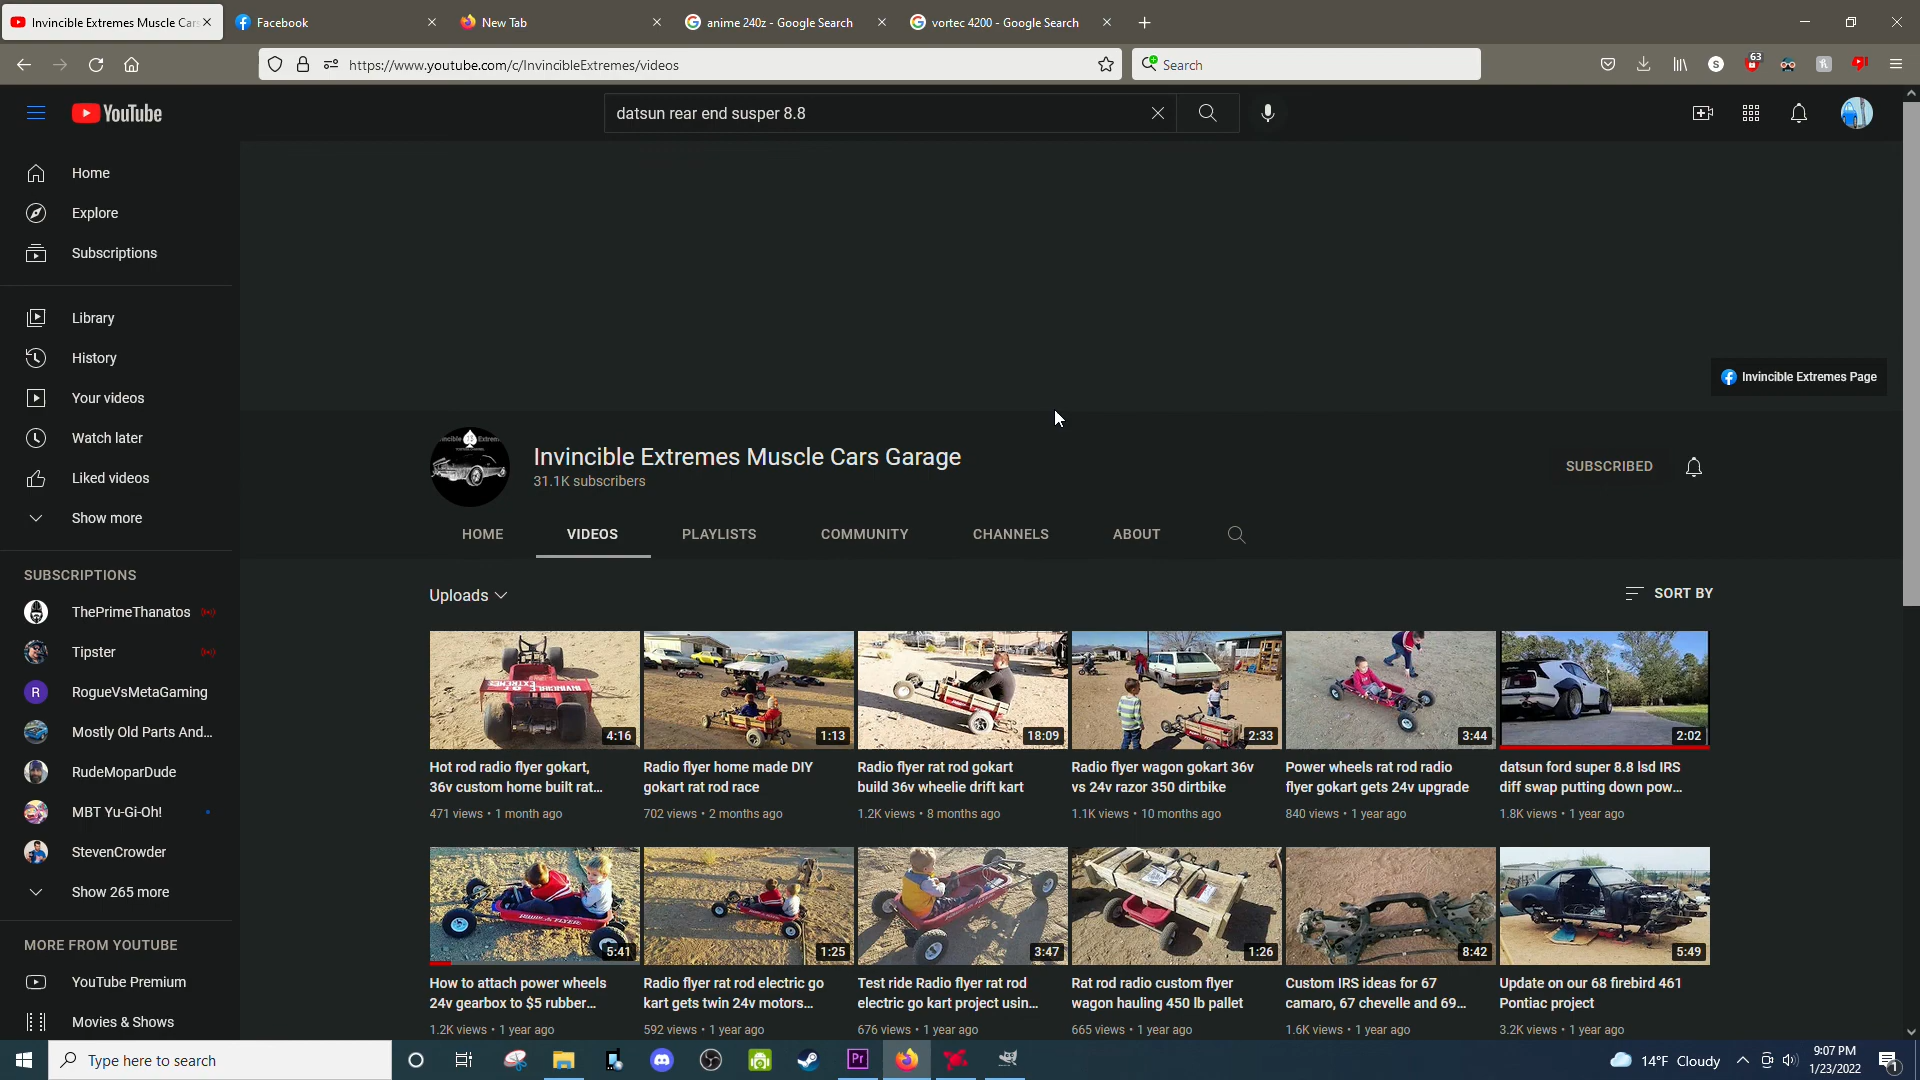 Invincible Extremes Muscle Cars
Facebook
New Tab
anime 240z - Google Search
vortec 4200 - Google Search
https://www.youtube.com/c/InvincibleExtremes/videos
Search
S
63
YouTube
datsun rear end susper 8.8
Home
Explore
Subscriptions
Library
History
Your videos
Watch later
Liked videos
Show more
SUBSCRIPTIONS
ThePrimeThanatos
Tipster
R
RogueVsMetaGaming
Mostly Old Parts And...
RudeMoparDude
MBT Yu-Gi-Oh!
StevenCrowder
Show 265 more
MORE FROM YOUTUBE
YouTube Premium
Movies & Shows
Invincible Extremes Page
Invincible Extremes Muscle Cars Garage
31.1K subscribers
SUBSCRIBED
HOME
VIDEOS
PLAYLISTS
COMMUNITY
CHANNELS
ABOUT
Uploads
SORT BY
4:16
Hot rod radio flyer gokart,
36v custom home built rat...
471 views • 1 month ago
1:13
Radio flyer home made DIY
gokart rat rod race
702 views • 2 months ago
18:09
Radio flyer rat rod gokart
build 36v wheelie drift kart
1.2K views • 8 months ago
2:33
Radio flyer wagon gokart 36v
vs 24v razor 350 dirtbike
1.1K views • 10 months ago
3:44
Power wheels rat rod radio
flyer gokart gets 24v upgrade
840 views • 1 year ago
2:02
datsun ford super 8.8 lsd IRS
diff swap putting down pow...
1.8K views • 1 year ago
5:41
How to attach power wheels
24v gearbox to $5 rubber...
1.2K views • 1 year ago
1:25
Radio flyer rat rod electric go
kart gets twin 24v motors...
592 views • 1 year ago
3:47
Test ride Radio flyer rat rod
electric go kart project usin...
676 views • 1 year ago
1:26
Rat rod radio custom flyer
wagon hauling 450 lb pallet
665 views • 1 year ago
8:42
Custom IRS ideas for 67
camaro, 67 chevelle and 69...
1.6K views • 1 year ago
5:49
Update on our 68 firebird 461
Pontiac project
3.2K views • 1 year ago
Type here to search
Pr
14°F Cloudy
9:07 PM
1/23/2022
1